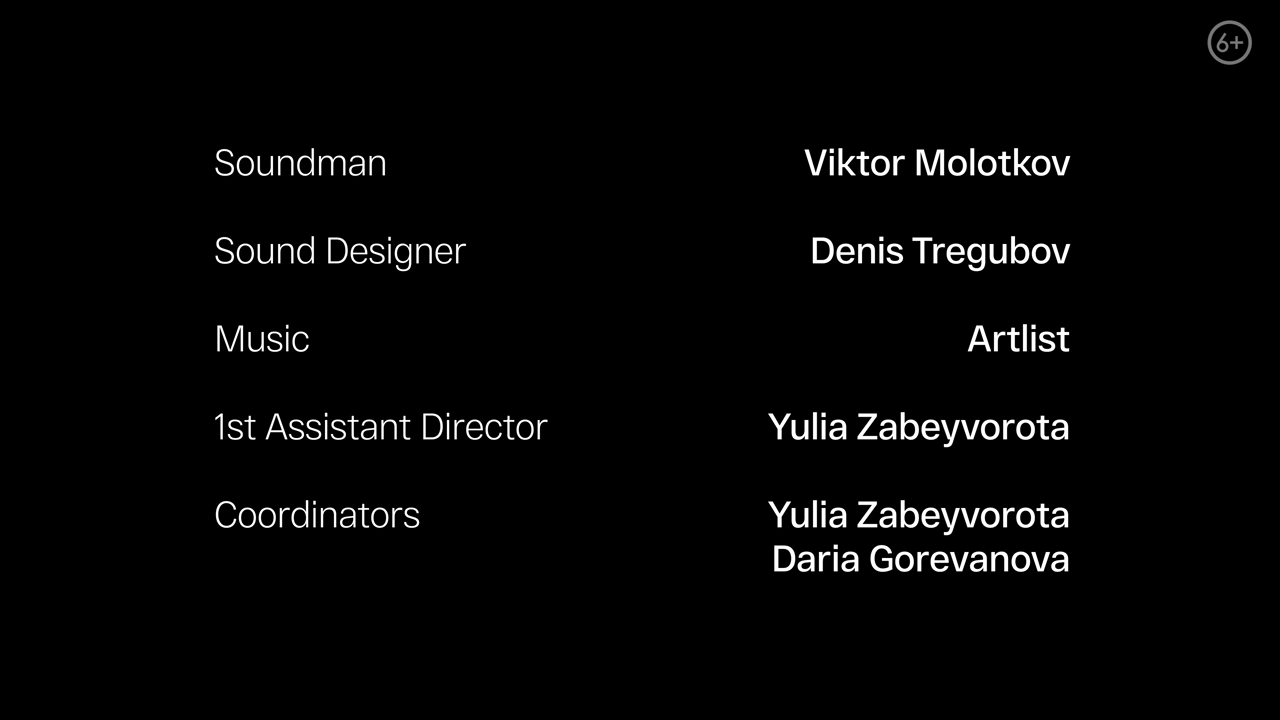 6+
Soundman Viktor Molotkov
Sound Designer Denis Tregubov
Music Artlist
1st Assistant Director Yulia Zabeyvorota
Coordinators Yulia Zabeyvorota
Daria Gorevanova